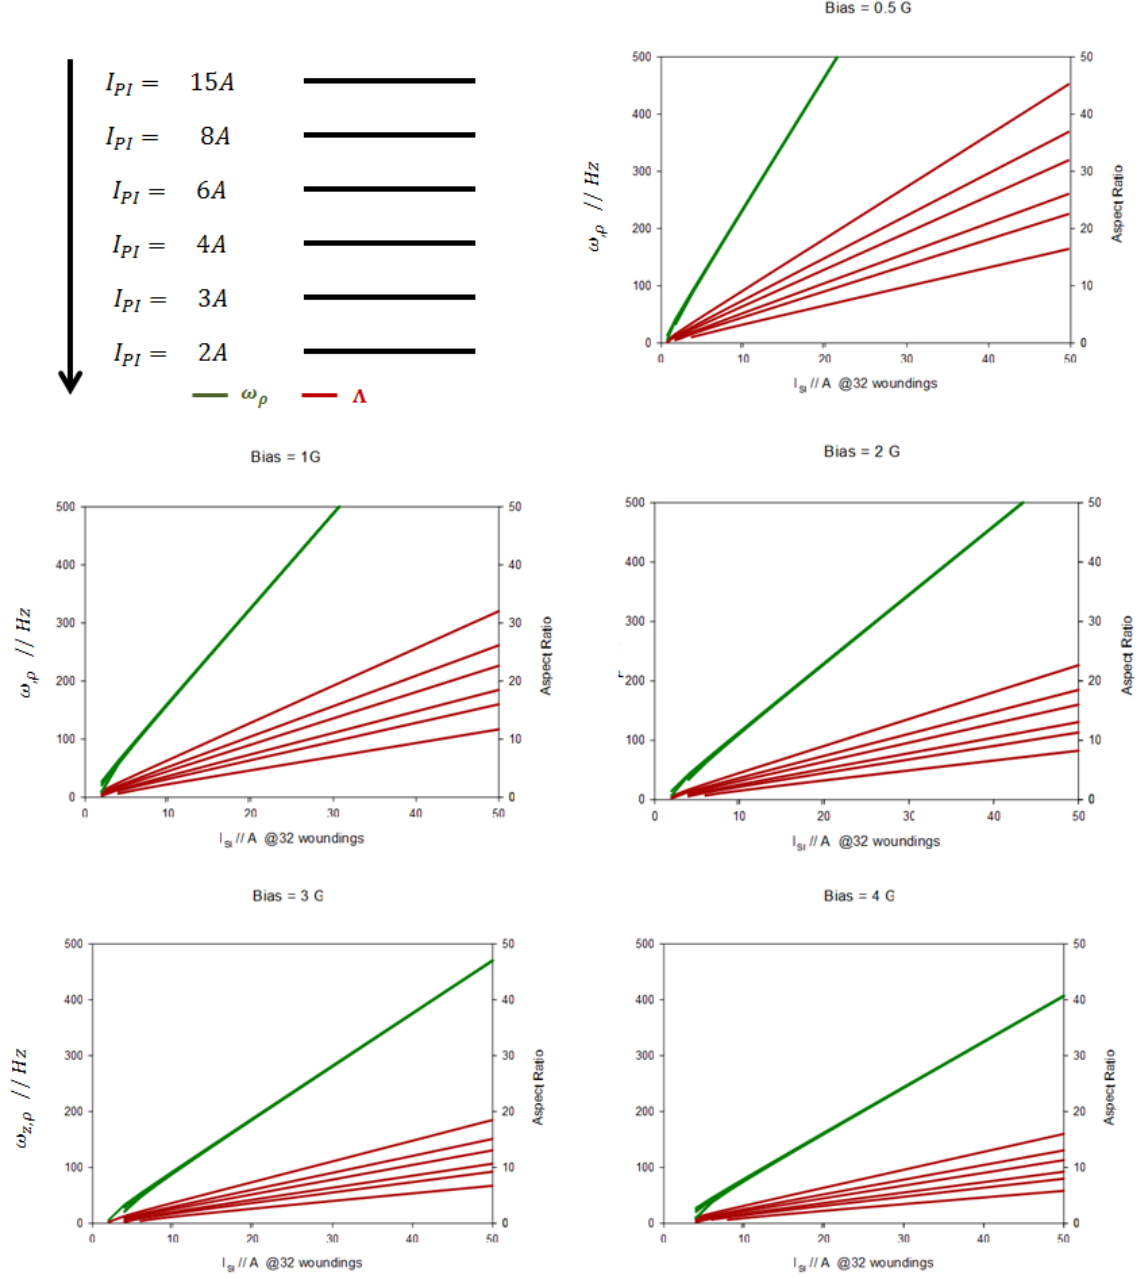 Bias = 0.5 G
I_PI = 15A
I_PI = 8A
I_PI = 6A
I_PI = 4A
I_PI = 3A
I_PI = 2A
ω_ρ Λ
500
400
300
200
100
0
ω,ρ // Hz
50
40
30
20
10
0
Aspect Ratio
0 10 20 30 40 50
I_SI // A @32 woundings
Bias = 1G
500
400
300
200
100
0
ω,ρ // Hz
50
40
30
20
10
0
Aspect Ratio
0 10 20 30 40 50
I_SI // A @32 woundings
Bias = 2 G
500
400
300
200
100
0
50
40
30
20
10
0
Aspect Ratio
0 10 20 30 40 50
I_SI // A @32 woundings
Bias = 3 G
500
400
300
200
100
0
ω_z,ρ // Hz
50
40
30
20
10
0
Aspect Ratio
0 10 20 30 40 50
I_SI // A @32 woundings
Bias = 4 G
500
400
300
200
100
0
50
40
30
20
10
0
Aspect Ratio
0 10 20 30 40 50
I_SI // A @32 woundings